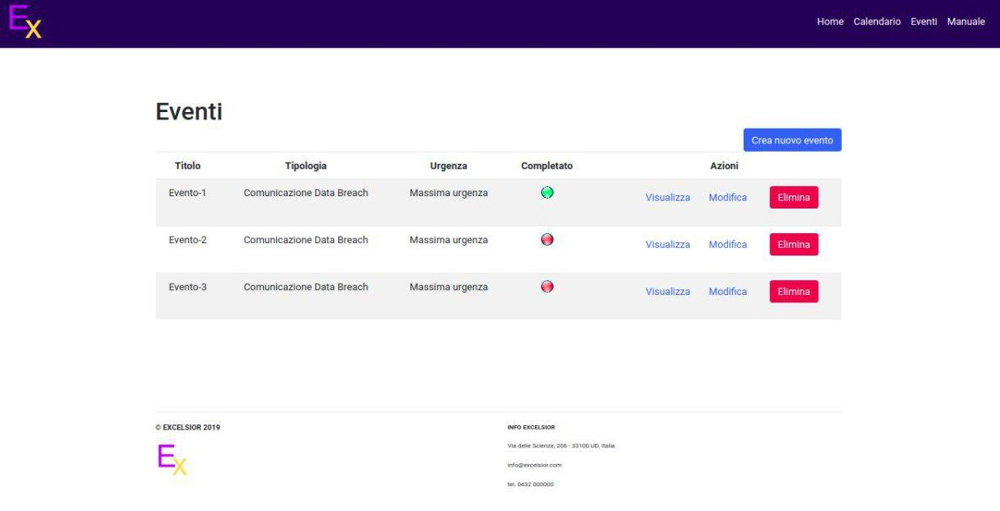 Ex
Home Calendario Eventi Manuale
Eventi
Crea nuovo evento
Titolo Tipologia Urgenza Completato Azioni
Evento-1 Comunicazione Data Breach Massima urgenza Visualizza Modifica Elimina
Evento-2 Comunicazione Data Breach Massima urgenza Visualizza Modifica Elimina
Evento-3 Comunicazione Data Breach Massima urgenza Visualizza Modifica Elimina
© EXCELSIOR 2019
Ex
INFO EXCELSIOR
Via delle Scienze, 206 - 33100 UD, Italia
info@excelsior.com
tel. 0432 000000